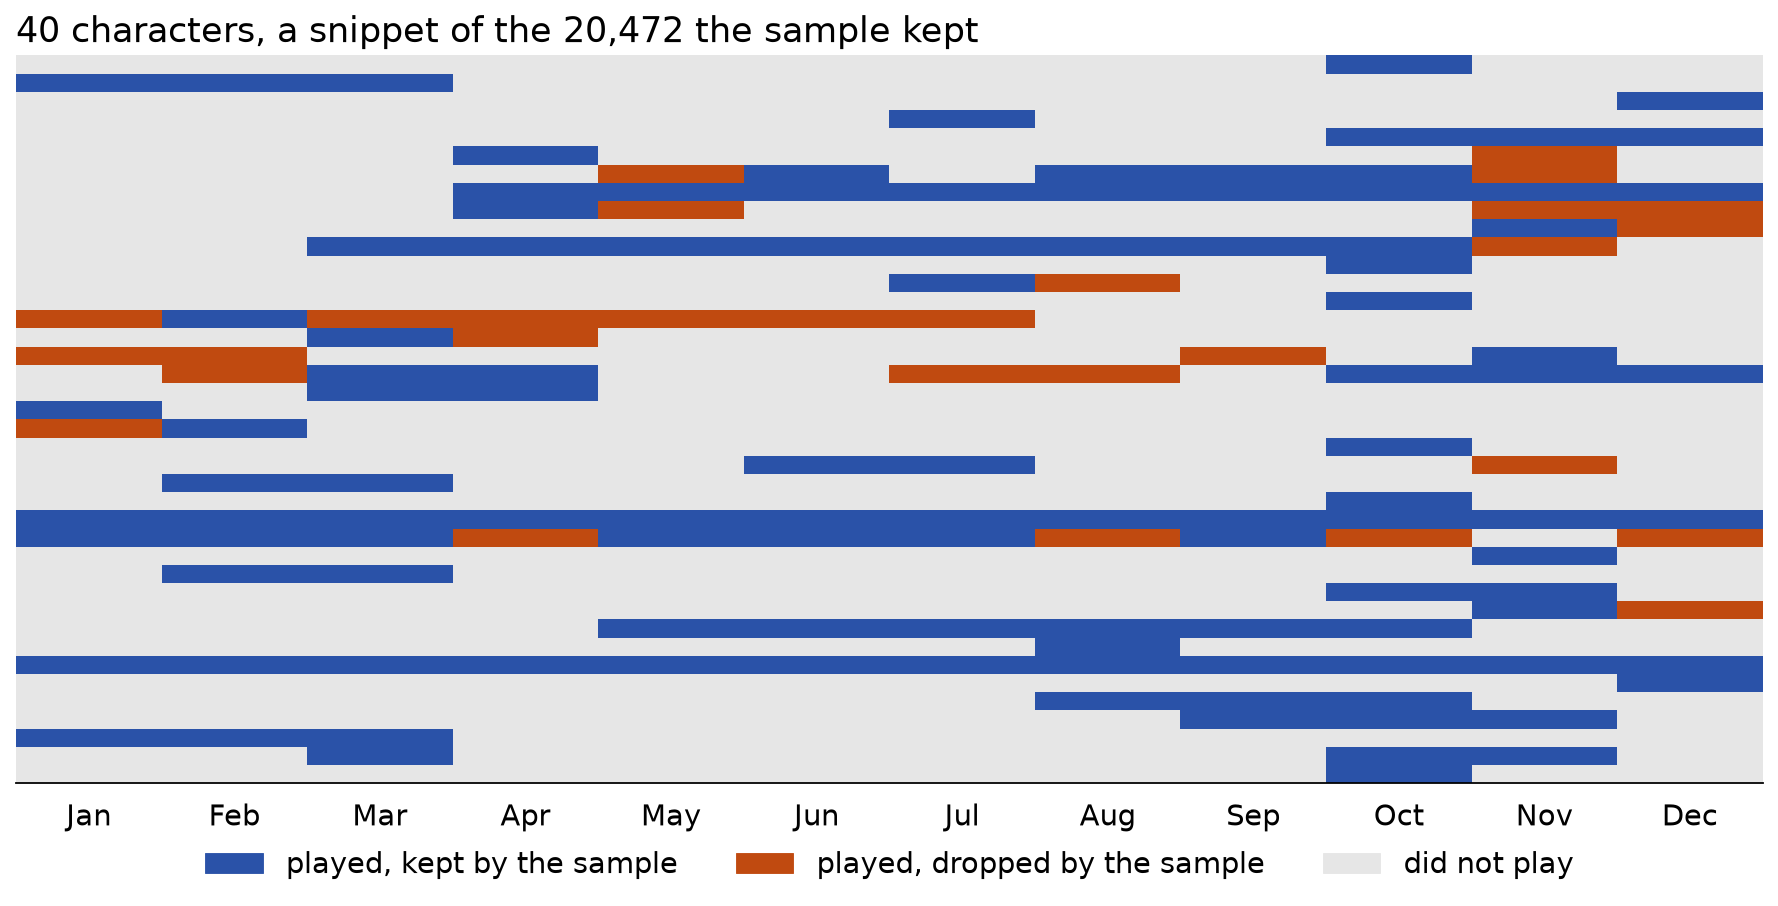 40 characters, a snippet of the 20,472 the sample kept
Jan Feb Mar Apr May Jun Jul Aug Sep Oct Nov Dec
played, kept by the sample played, dropped by the sample did not play